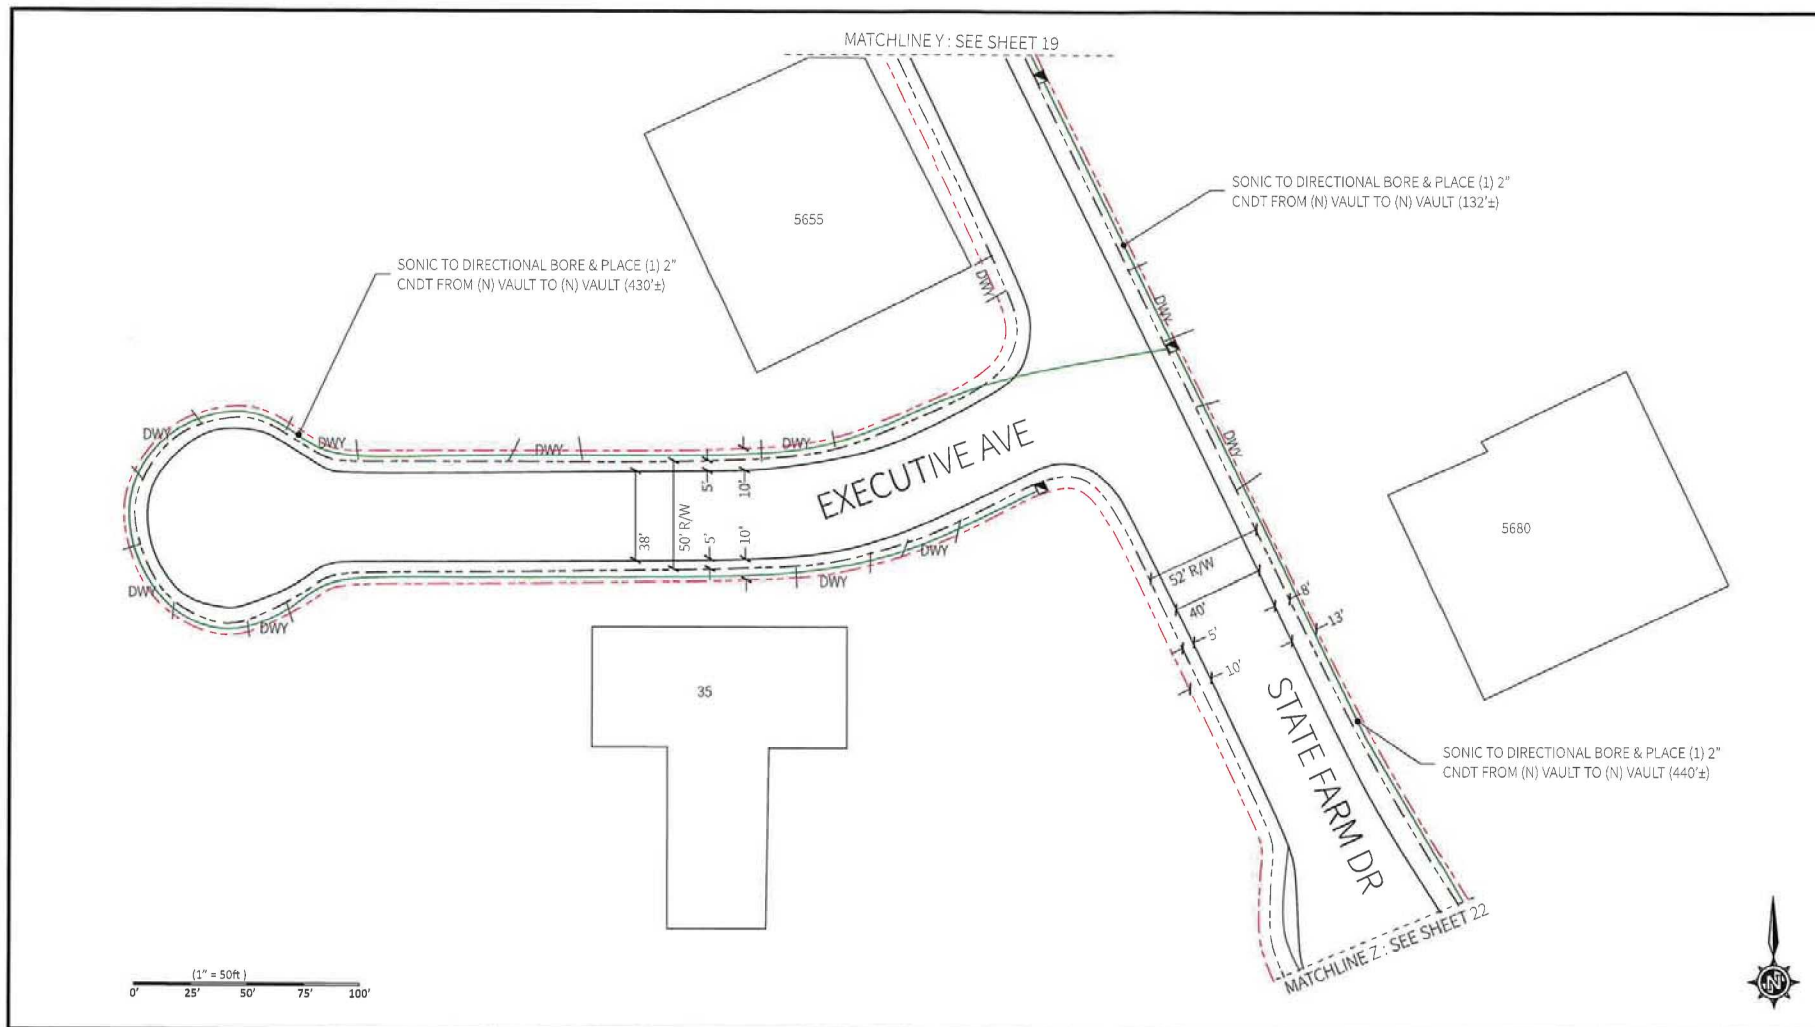 MATCHLINE Y : SEE SHEET 19
SONIC TO DIRECTIONAL BORE & PLACE (1) 2"
CNDT FROM (N) VAULT TO (N) VAULT (132'±)
5655
SONIC TO DIRECTIONAL BORE & PLACE (1) 2"
CNDT FROM (N) VAULT TO (N) VAULT (430'±)
DWY
DWY
DWY
DWY
DWY
DWY
DWY
EXECUTIVE AVE
5'
10'
38'
50' R/W
5'
10'
5680
DWY
DWY
DWY
DWY
52' R/W
40'
8'
13'
5'
10'
35
STATE FARM DR
SONIC TO DIRECTIONAL BORE & PLACE (1) 2"
CNDT FROM (N) VAULT TO (N) VAULT (440'±)
MATCHLINE Z : SEE SHEET 22
(1" = 50ft )
0' 25' 50' 75' 100'
N